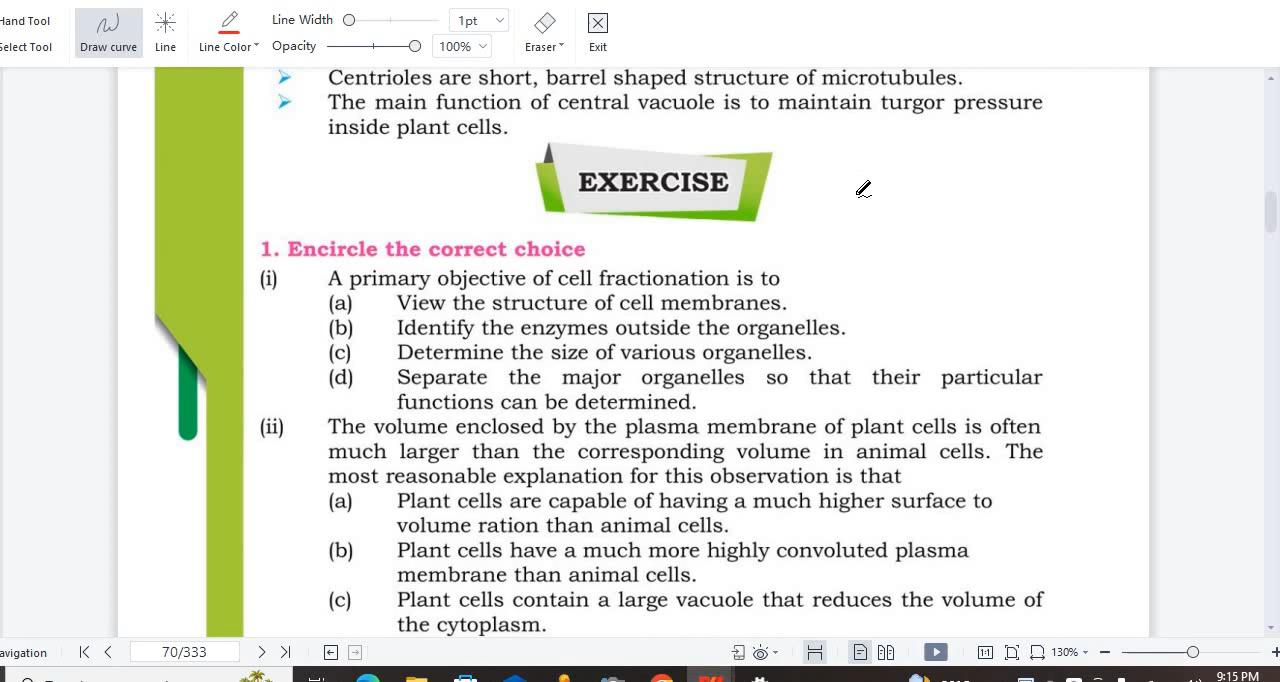 Hand Tool
Select Tool
Draw curve
Line
Line Color
Line Width
1pt
Opacity
100%
Eraser
Exit
Centrioles are short, barrel shaped structure of microtubules.
The main function of central vacuole is to maintain turgor pressure
inside plant cells.
EXERCISE
1. Encircle the correct choice
(i) A primary objective of cell fractionation is to
(a) View the structure of cell membranes.
(b) Identify the enzymes outside the organelles.
(c) Determine the size of various organelles.
(d) Separate the major organelles so that their particular
functions can be determined.
(ii) The volume enclosed by the plasma membrane of plant cells is often
much larger than the corresponding volume in animal cells. The
most reasonable explanation for this observation is that
(a) Plant cells are capable of having a much higher surface to
volume ration than animal cells.
(b) Plant cells have a much more highly convoluted plasma
membrane than animal cells.
(c) Plant cells contain a large vacuole that reduces the volume of
the cytoplasm.
avigation
70/333
1:1
130%
9:15 PM